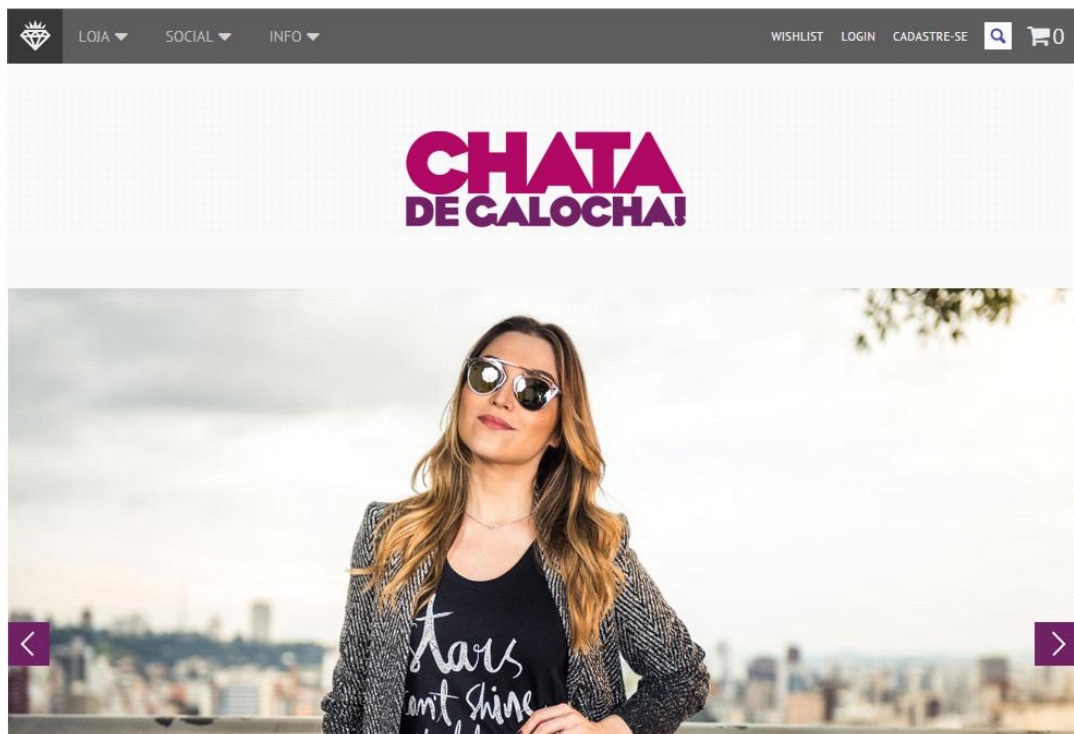 LOJA SOCIAL INFO WISHLIST LOGIN CADASTRE-SE 0
CHATA
DE GALOCHA!
stars
can't shine